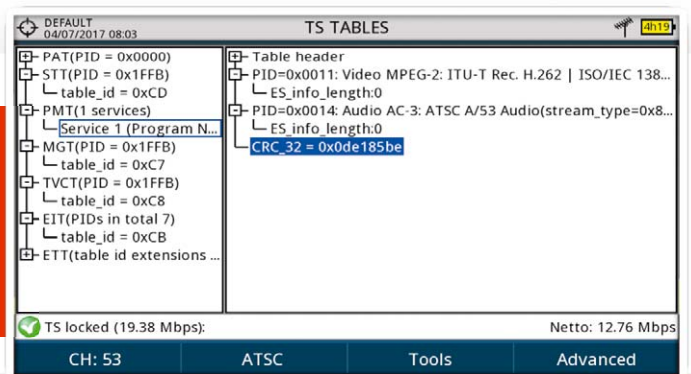 DEFAULT
04/07/2017 08:03
TS TABLES
4h19
PAT(PID = 0x0000)
STT(PID = 0x1FFB)
table_id = 0xCD
PMT(1 services)
Service 1 (Program N...
MGT(PID = 0x1FFB)
table_id = 0xC7
TVCT(PID = 0x1FFB)
table_id = 0xC8
EIT(PIDs in total 7)
table_id = 0xCB
ETT(table id extensions ...
Table header
PID=0x0011: Video MPEG-2: ITU-T Rec. H.262 | ISO/IEC 138...
ES_info_length:0
PID=0x0014: Audio AC-3: ATSC A/53 Audio(stream_type=0x8...
ES_info_length:0
CRC_32 = 0x0de185be
TS locked (19.38 Mbps):
Netto: 12.76 Mbps
CH: 53
ATSC
Tools
Advanced